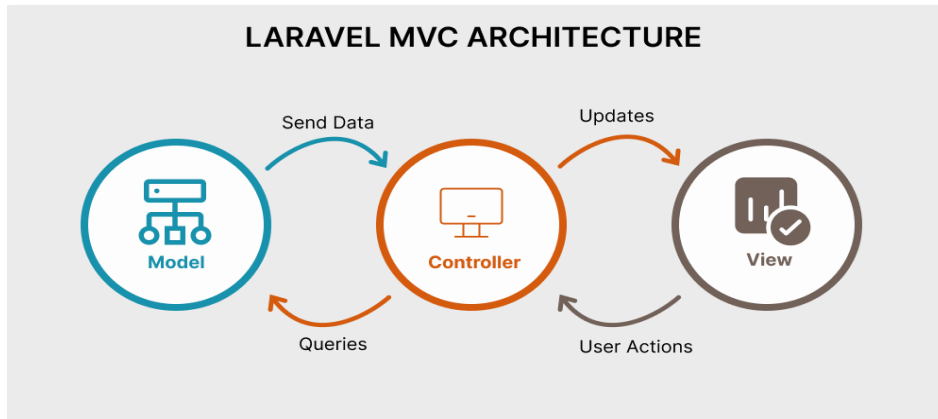 LARAVEL MVC ARCHITECTURE
Send Data
Updates
Model
Controller
View
Queries
User Actions